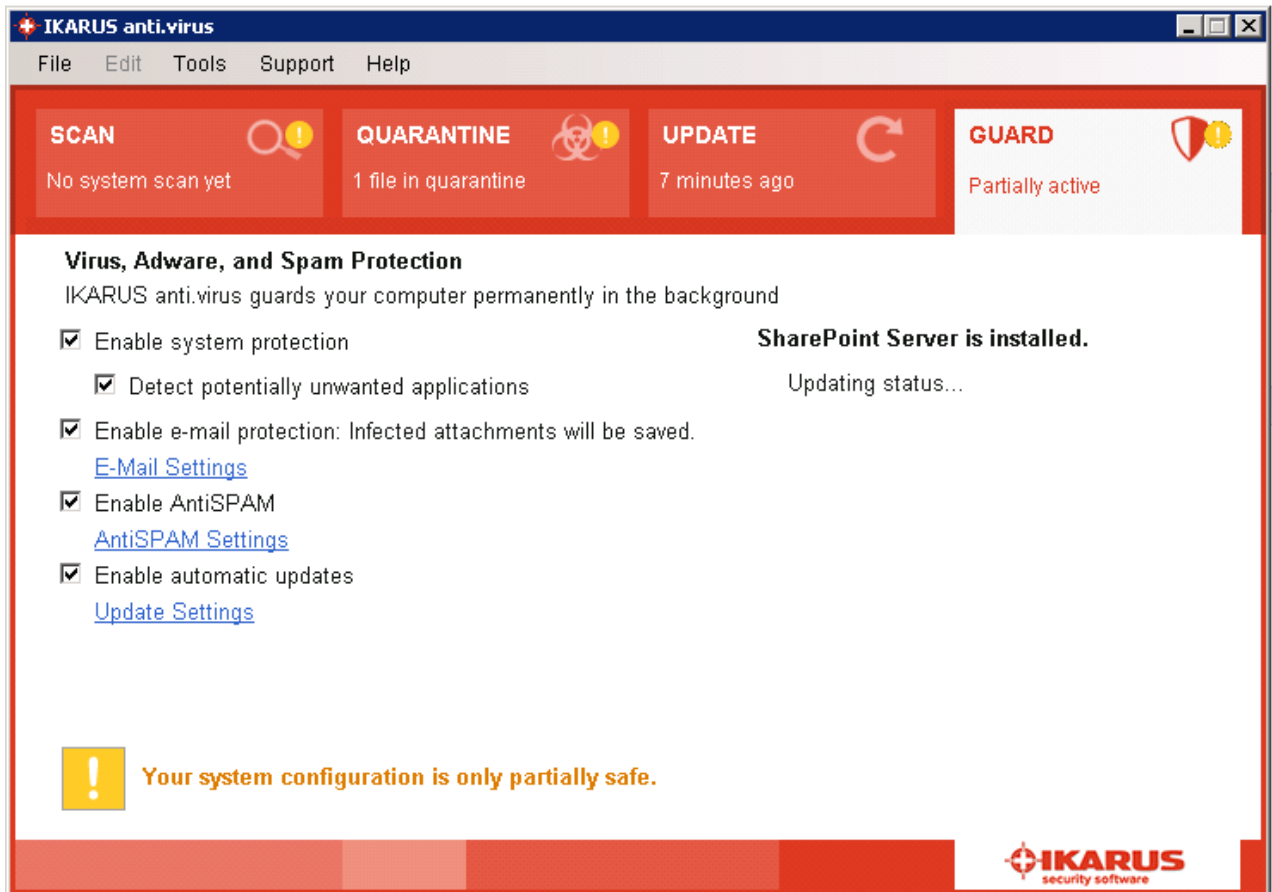 IKARUS anti.virus
File Edit Tools Support Help
SCAN
No system scan yet
QUARANTINE
1 file in quarantine
UPDATE
7 minutes ago
GUARD
Partially active
Virus, Adware, and Spam Protection
IKARUS anti.virus guards your computer permanently in the background
Enable system protection
Detect potentially unwanted applications
Enable e-mail protection: Infected attachments will be saved.
E-Mail Settings
Enable AntiSPAM
AntiSPAM Settings
Enable automatic updates
Update Settings
SharePoint Server is installed.
Updating status...
Your system configuration is only partially safe.
IKARUS
security software